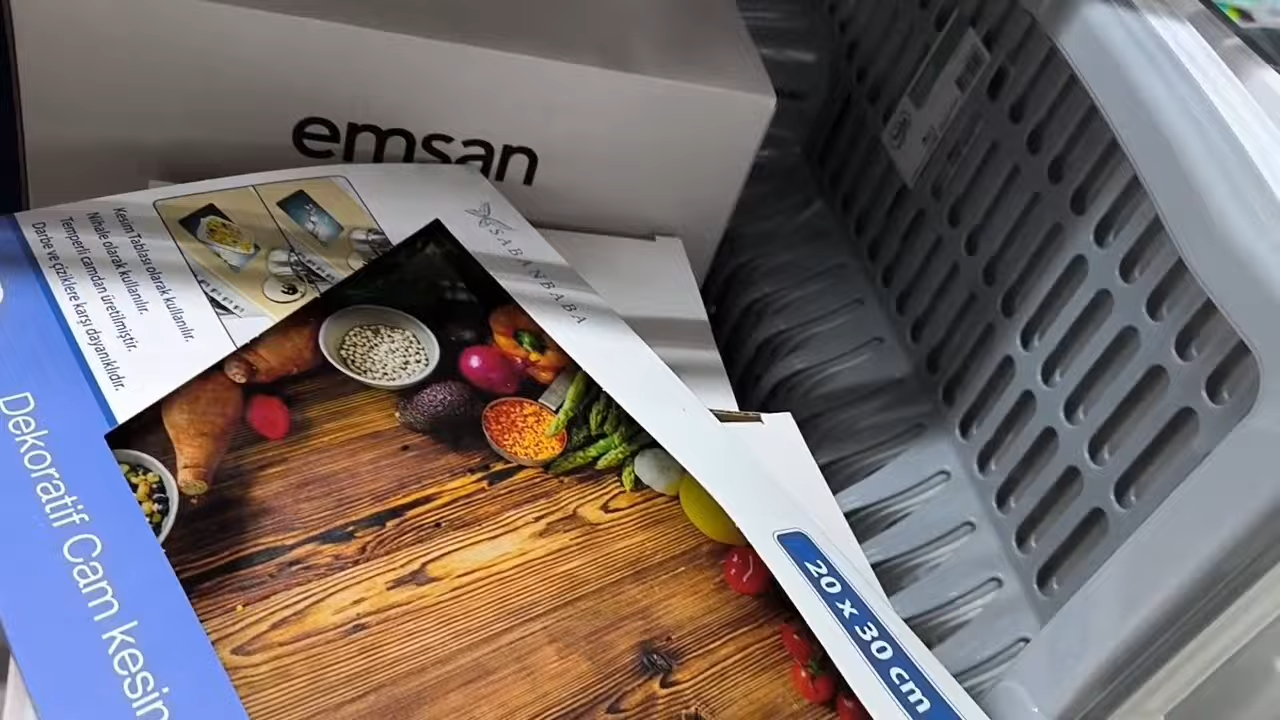 emsan
SABANBABA
Kesim Tablası olarak kullanılır.
Nihale olarak kullanılır.
Temperli camdan üretilmiştir.
Darbe ve çiziklere karşı dayanıklıdır.
Dekoratif Cam kesim
20 x 30 cm